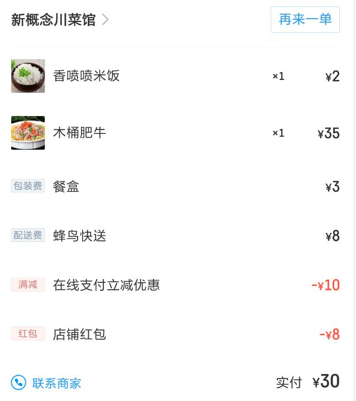 新概念川菜馆
再来一单
香喷喷米饭 ×1 ¥2
木桶肥牛 ×1 ¥35
包装费 餐盒 ¥3
配送费 蜂鸟快送 ¥8
满减 在线支付立减优惠 -¥10
红包 店铺红包 -¥8
联系商家 实付 ¥30